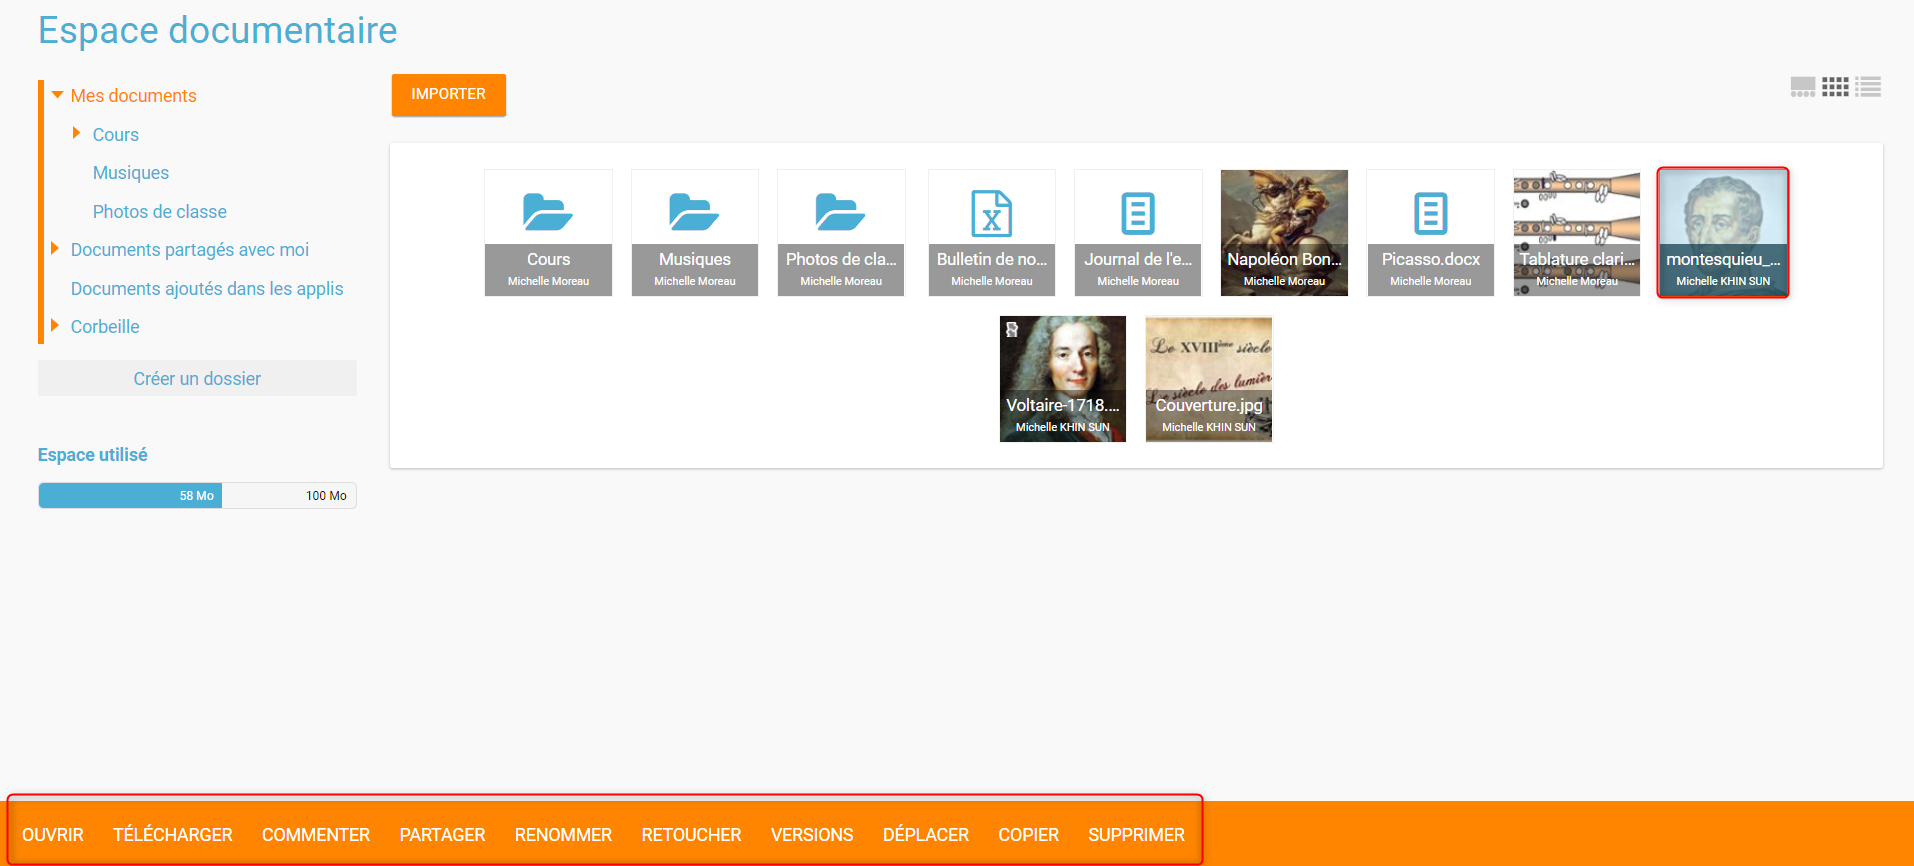 Espace documentaire
Mes documents
Cours
Musiques
Photos de classe
Documents partagés avec moi
Documents ajoutés dans les applis
Corbeille
Créer un dossier
Espace utilisé
58 Mo
100 Mo
IMPORTER
Cours
Michelle Moreau
Musiques
Michelle Moreau
Photos de cla...
Michelle Moreau
Bulletin de no...
Michelle Moreau
Journal de l'e...
Michelle Moreau
Napoléon Bon...
Michelle Moreau
Picasso.docx
Michelle Moreau
Tablature clari...
Michelle Moreau
montesquieu_...
Michelle KHIN SUN
Voltaire-1718....
Michelle KHIN SUN
Le XVIIIème siècle
Le siècle des lumièr
Couverture.jpg
Michelle KHIN SUN
OUVRIR TÉLÉCHARGER COMMENTER PARTAGER RENOMMER RETOUCHER VERSIONS DÉPLACER COPIER SUPPRIMER